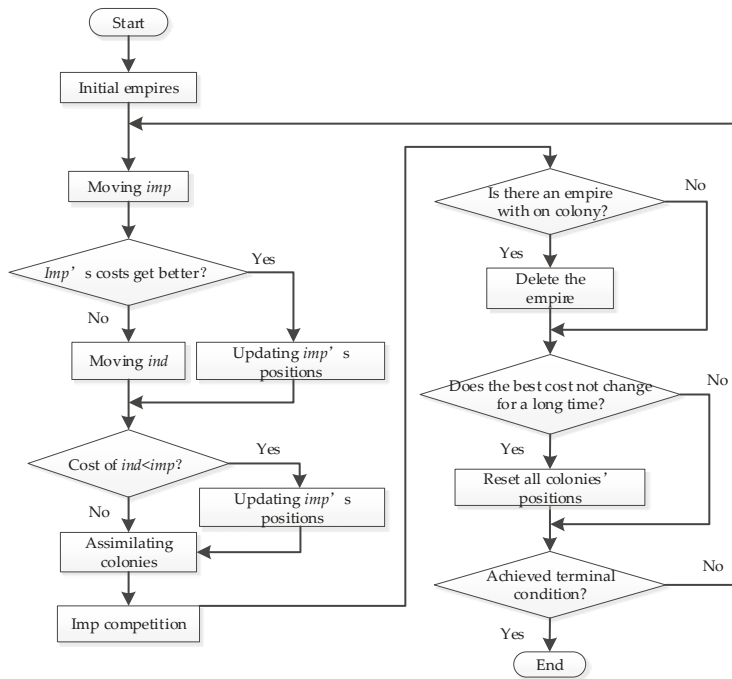 Start
Initial empires
Moving imp
Imp' s costs get better?
Yes
No
Moving ind
Updating imp' s
positions
Cost of ind<imp?
Yes
No
Updating imp' s
positions
Assimilating
colonies
Imp competition
Is there an empire
with on colony?
No
Yes
Delete the
empire
Does the best cost not change
for a long time?
No
Yes
Reset all colonies'
positions
Achieved terminal
condition?
No
Yes
End